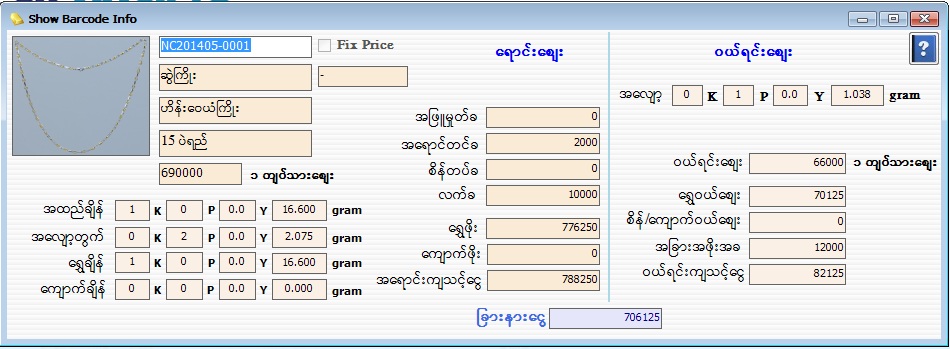 Show Barcode Info
NC201405-0001 Fix Price ရောင်းစျေး ဝယ်ရင်းစျေး ?
ဆွဲကြိုး -
ဟိန်းဝေယံကြိုး
15 ပဲရည်
690000 ၁ ကျပ်သားစျေး
အထည်ချိန် 1 K 0 P 0.0 Y 16.600 gram
အလျော့တွက် 0 K 2 P 0.0 Y 2.075 gram
ရွှေချိန် 1 K 0 P 0.0 Y 16.600 gram
ကျောက်ချိန် 0 K 0 P 0.0 Y 0.000 gram
အဖြူမှုတ်ခ 0
အရောင်တင်ခ 2000
စိန်တပ်ခ 0
လက်ခ 10000
ရွှေဖိုး 776250
ကျောက်ဖိုး 0
အရောင်းကျသင့်ငွေ 788250
အလျော့ 0 K 1 P 0.0 Y 1.038 gram
ဝယ်ရင်းစျေး 66000 ၁ ကျပ်သားစျေး
ရွှေဝယ်စျေး 70125
စိန်/ကျောက်ဝယ်စျေး 0
အခြားအဖိုးအခ 12000
ဝယ်ရင်းကျသင့်ငွေ 82125
ခြားနားငွေ 706125